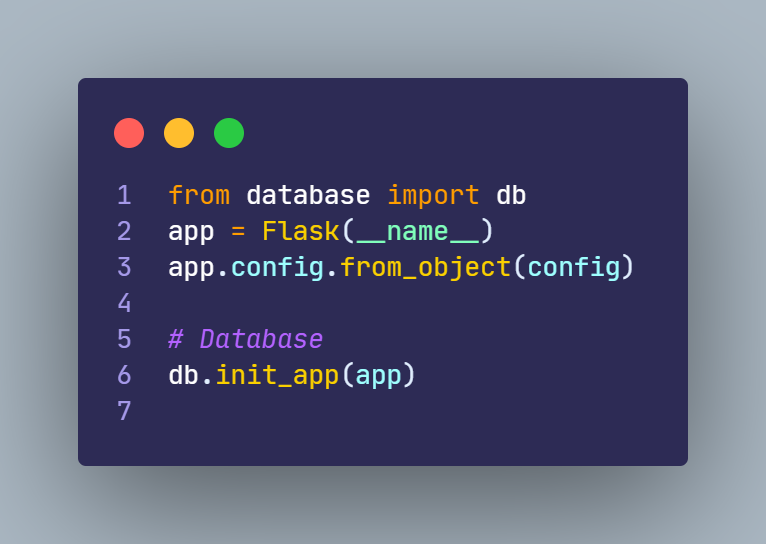 1 from database import db
2 app = Flask(__name__)
3 app.config.from_object(config)
4
5 # Database
6 db.init_app(app)
7